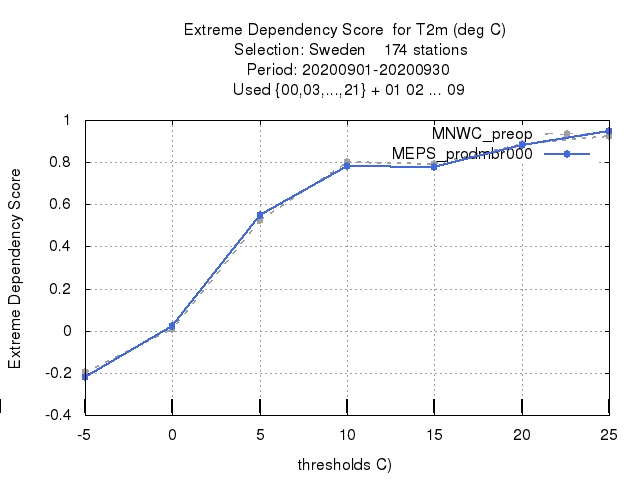 Extreme Dependency Score  for T2m (deg C)
Selection: Sweden    174 stations
Period: 20200901-20200930
Used {00,03,...,21} + 01 02 ... 09
Extreme Dependency Score
1
0.8
0.6
0.4
0.2
0
-0.2
-0.4
MNWC_preop
MEPS_prodmbr000
-5 0 5 10 15 20 25
thresholds C)